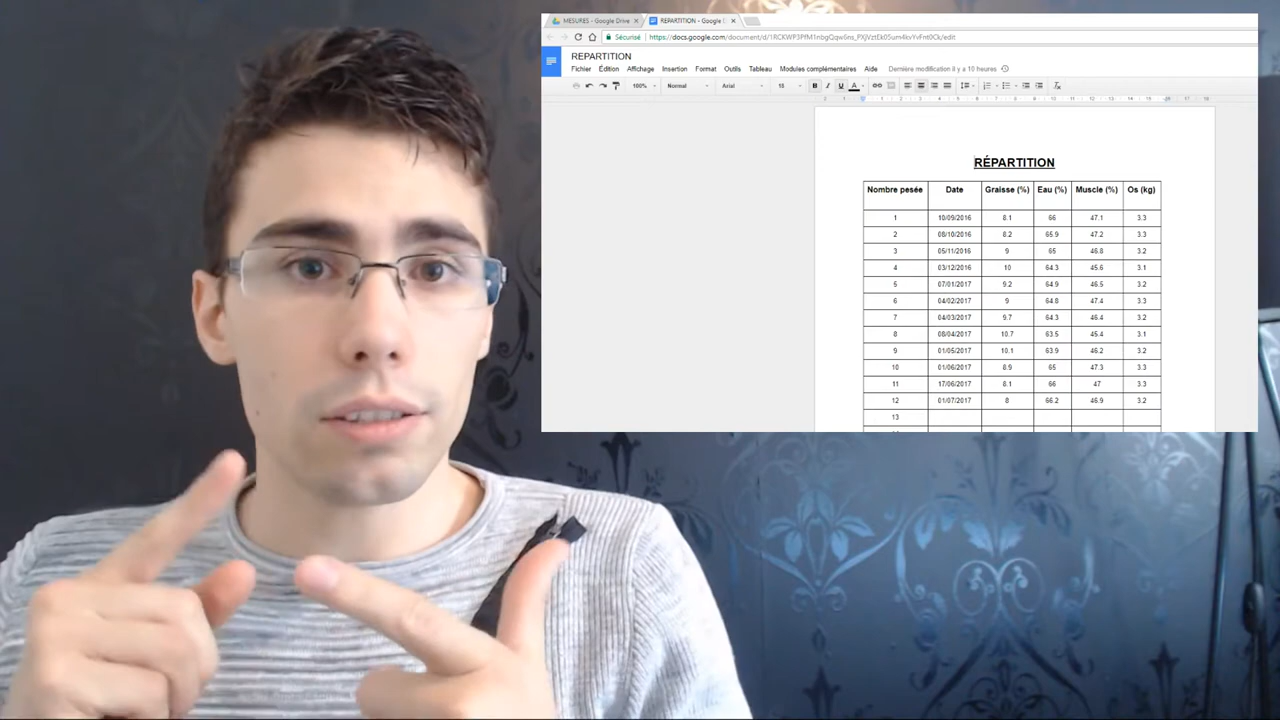 MESURES - Google Drive
RÉPARTITION - Google
Sécurisé
REPARTITION
Fichier Édition Affichage Insertion Format Outils Tableau Modules complémentaires Aide Dernière modification il y a 10 heures
100% Normal Arial 18 B I U A
RÉPARTITION
Nombre pesée Date Graisse (%) Eau (%) Muscle (%) Os (kg)
1 10/09/2016 8.1 66 47.1 3.3
2 08/10/2016 8.2 65.9 47.2 3.3
3 05/11/2016 9 65 46.8 3.2
4 03/12/2016 10 64.3 45.6 3.1
5 07/01/2017 9.2 64.9 46.5 3.2
6 04/02/2017 9 64.8 47.4 3.3
7 04/03/2017 9.7 64.3 46.4 3.2
8 08/04/2017 10.7 63.5 45.4 3.1
9 01/05/2017 10.1 63.9 46.2 3.2
10 01/06/2017 8.9 65 47.3 3.3
11 17/06/2017 8.1 66 47 3.3
12 01/07/2017 8 66.2 46.9 3.2
13